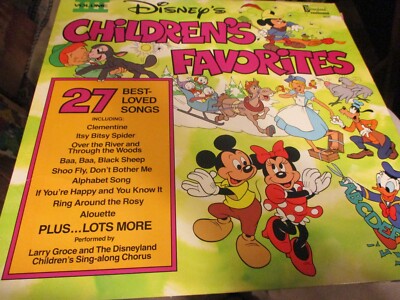 VOLUME
DISNEY'S
CHILDREN'S
FAVORITES
27 BEST-
LOVED
SONGS
INCLUDING:
Clementine
Itsy Bitsy Spider
Over the River and
Through the Woods
Baa, Baa, Black Sheep
Shoo Fly, Don't Bother Me
Alphabet Song
If You're Happy and You Know It
Ring Around the Rosy
Alouette
PLUS...LOTS MORE
Performed by
Larry Groce and The Disneyland
Children's Sing-along Chorus
ABCDEF